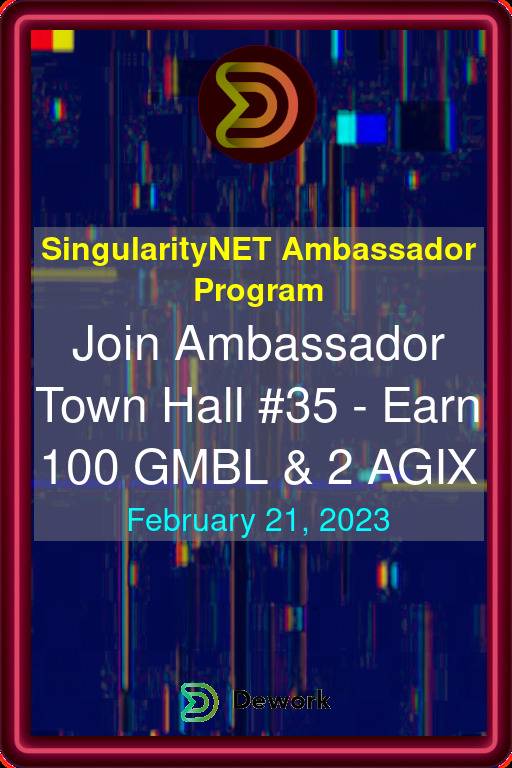 SingularityNET Ambassador
Program
Join Ambassador
Town Hall #35 - Earn
100 GMBL & 2 AGIX
February 21, 2023
Dework